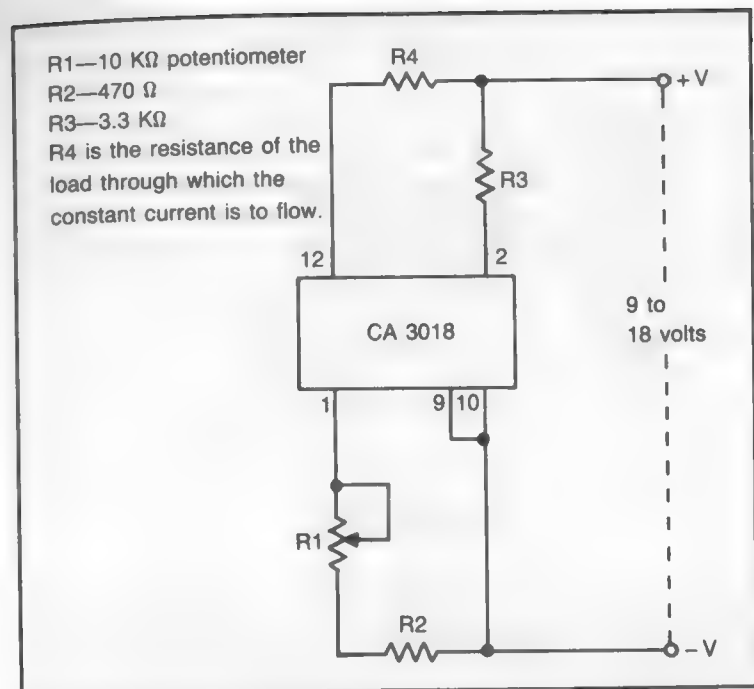 R1—10 KΩ potentiometer
R2—470 Ω
R3—3.3 KΩ
R4 is the resistance of the
load through which the
constant current is to flow.
R4
+ V
R3
12
2
CA 3018
9 to
18 volts
1
9
10
R1
R2
− V